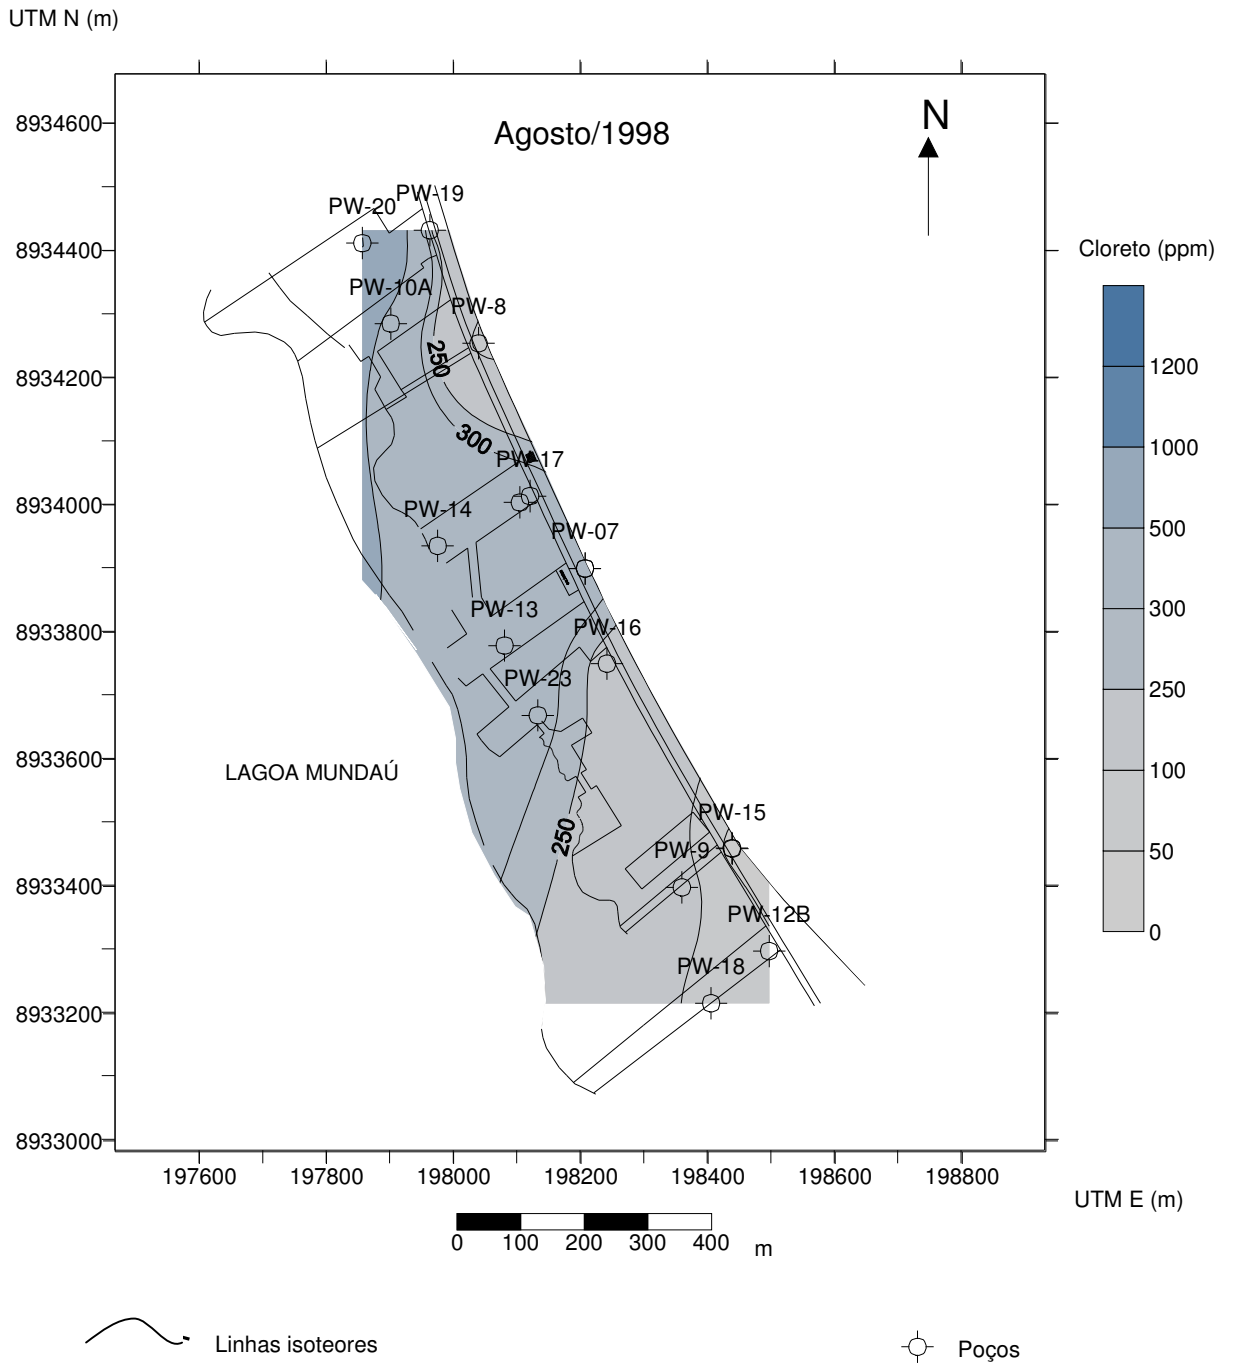 UTM N (m)
8934600
8934400
8934200
8934000
8933800
8933600
8933400
8933200
8933000
Agosto/1998
N
PW-19
PW-20
PW-10A
PW-8
250
300
PW-17
PW-14
PW-07
PW-13
PW-16
PW-23
LAGOA MUNDAÚ
PW-15
250
PW-9
PW-12B
PW-18
Cloreto (ppm)
1200
1000
500
300
250
100
50
0
197600 197800 198000 198200 198400 198600 198800
UTM E (m)
0 100 200 300 400 m
Linhas isoteores
Poços